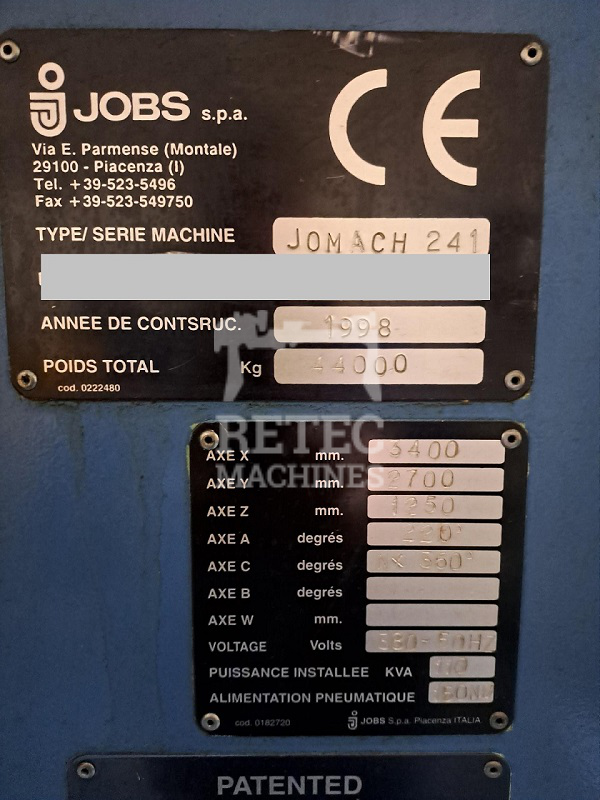 JOBS s.p.a.
CE
Via E. Parmense (Montale)
29100 - Piacenza (I)
Tel. +39-523-5496
Fax +39-523-549750
TYPE/ SERIE MACHINE JOMACH 241
ANNEE DE CONTSRUC. 1998
POIDS TOTAL Kg 44000
cod. 0222480
RETEC
MACHINES
AXE X mm. 3400
AXE Y mm. 2700
AXE Z mm. 1250
AXE A degrés
AXE C degrés 360°
AXE B degrés
AXE W mm.
VOLTAGE Volts 380-50HZ
PUISSANCE INSTALLEE KVA
ALIMENTATION PNEUMATIQUE
cod. 0182720 JOBS S.p.a. Piacenza ITALIA
PATENTED